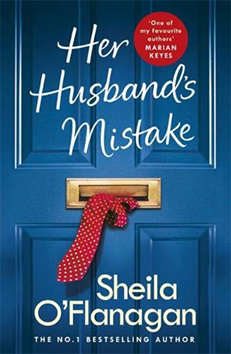 'One of
my favourite
authors'
MARIAN
KEYES
Her
Husband's
Mistake
Sheila
O'Flanagan
THE NO.1 BESTSELLING AUTHOR